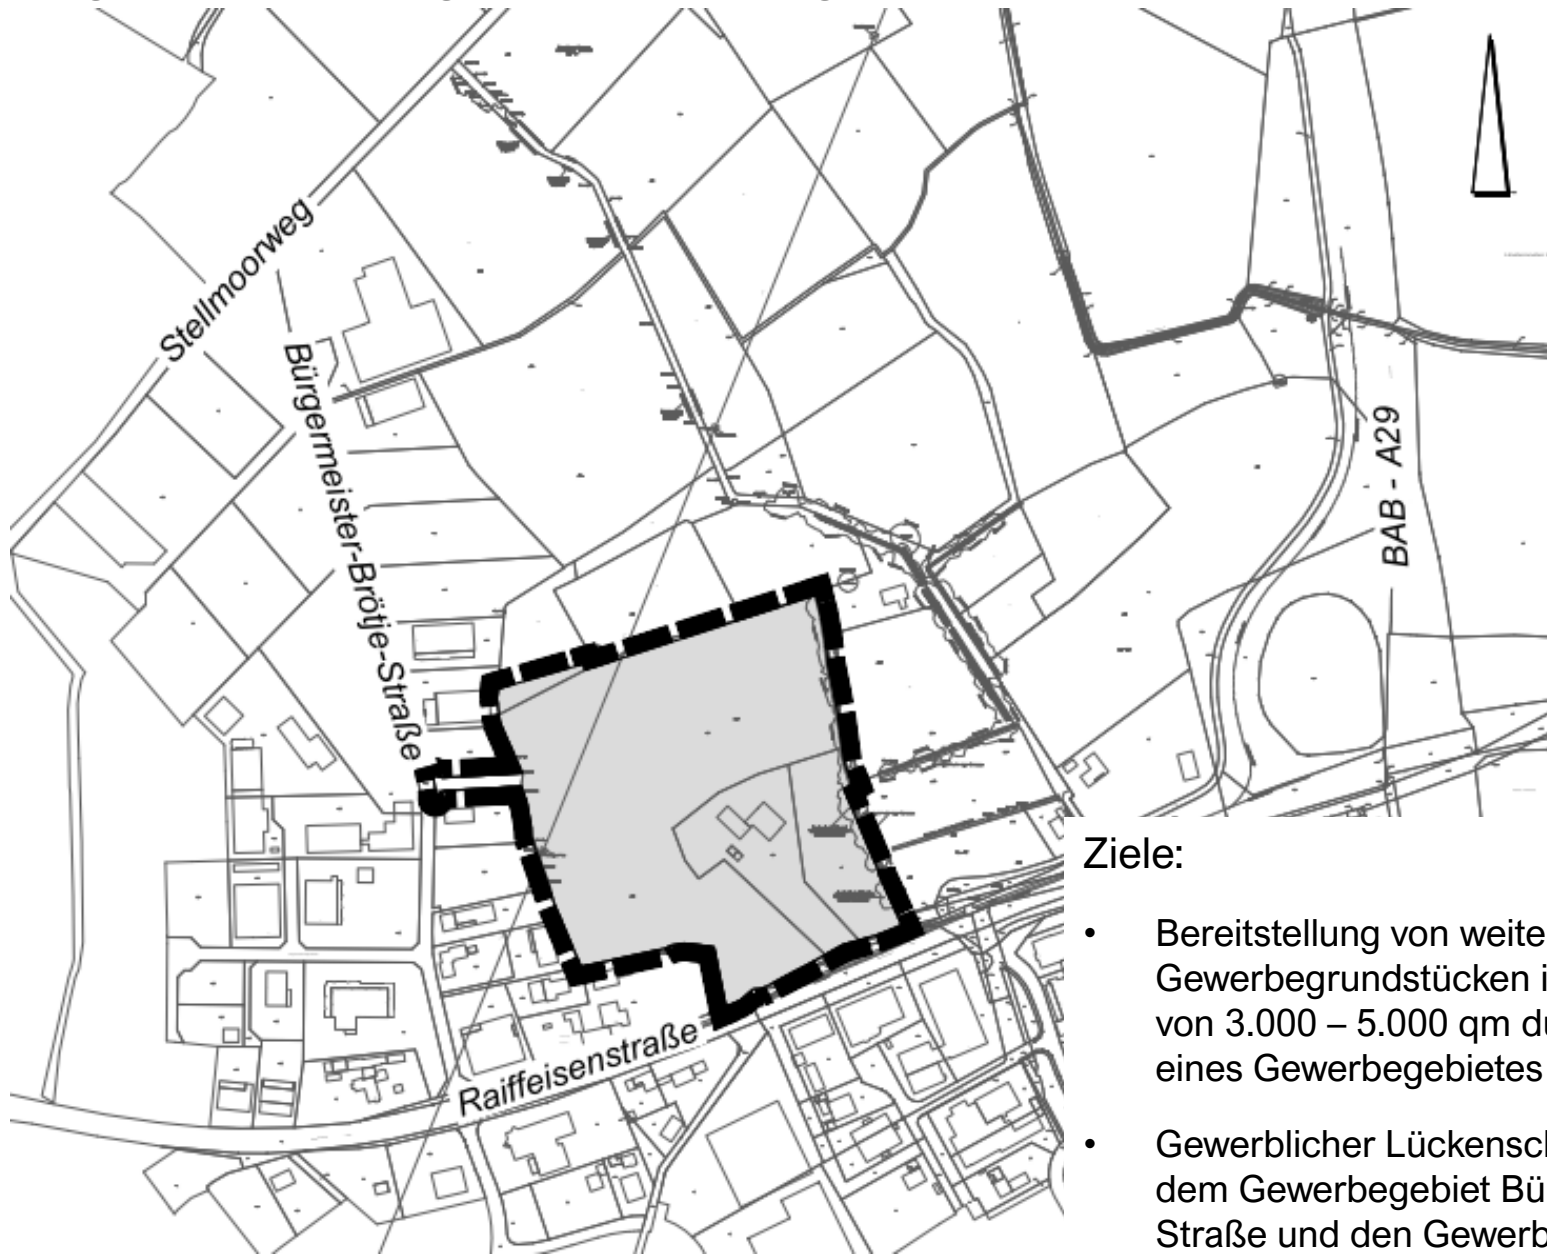 Stellmoorweg
Bürgermeister-Brötje-Straße
BAB - A29
Raiffeisenstraße
Ziele:
• Bereitstellung von weite
Gewerbegrundstücken i
von 3.000 – 5.000 qm du
eines Gewerbegebietes
• Gewerblicher Lückensch
dem Gewerbegebiet Bü
Straße und den Gewerb